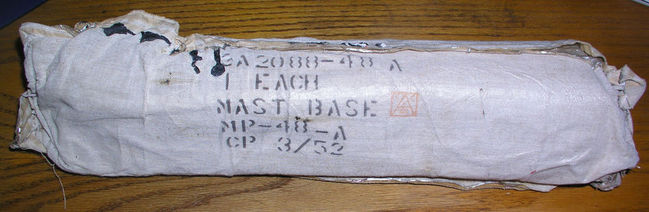 2A2088-48 A
1 EACH
MAST BASE A
MP-48-A
CP 3/52